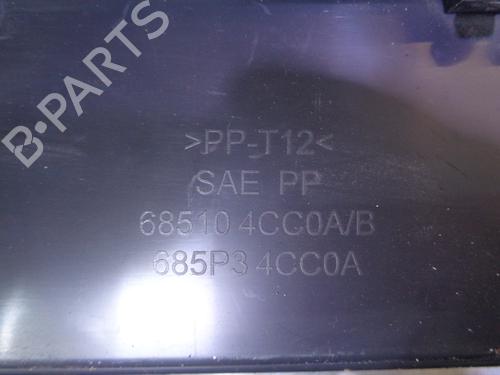 B-PARTS
>PP-T12<
SAE PP
68510 4CC0A/B
685P3 4CC0A